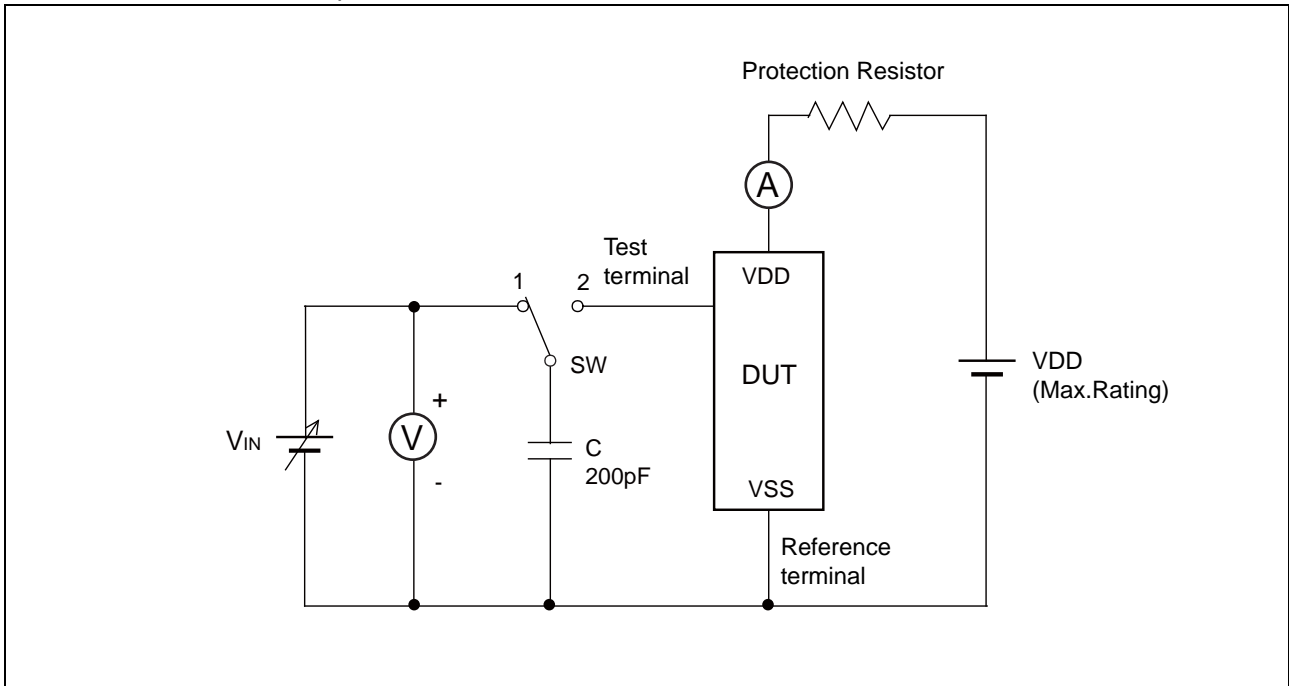 Protection Resistor
A
Test
terminal
1
2
VDD
SW
DUT
VDD
(Max.Rating)
VIN
+
V
-
C
200pF
VSS
Reference
terminal